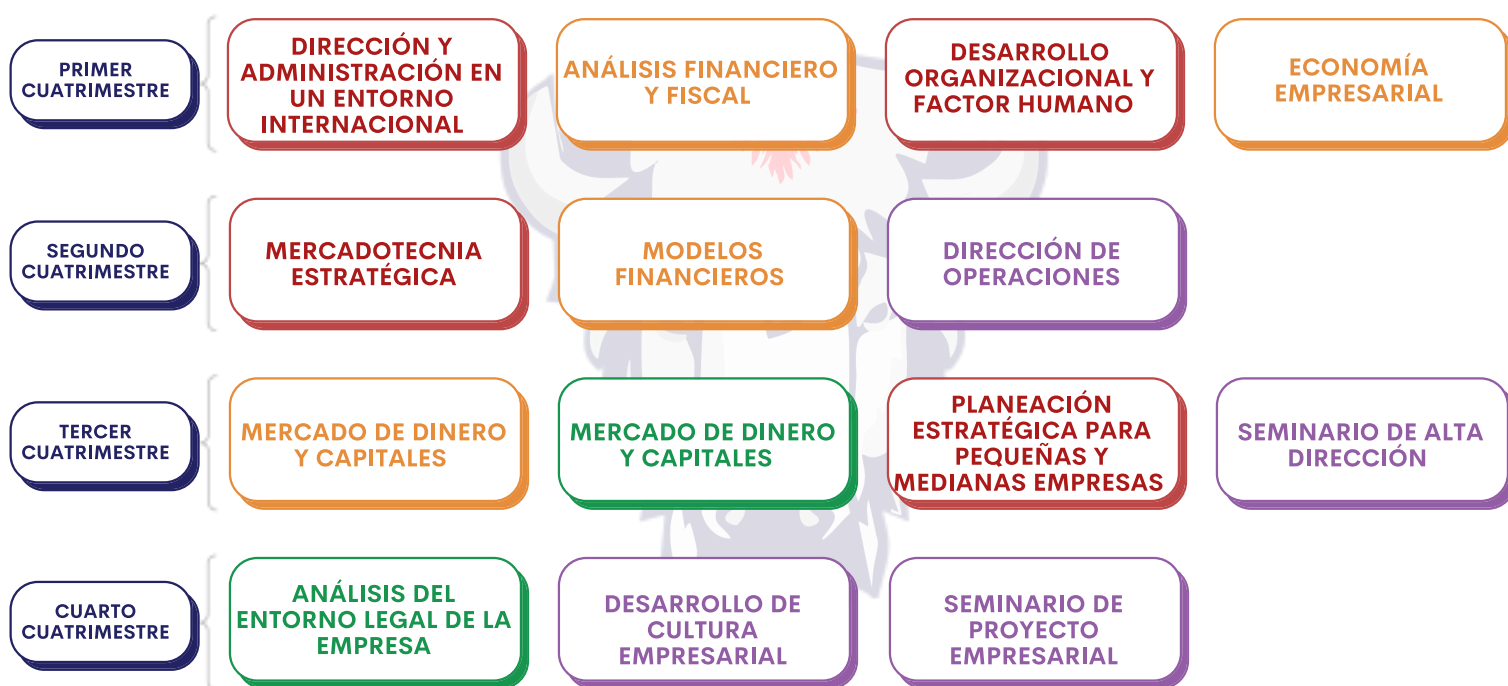 PRIMER
CUATRIMESTRE
DIRECCIÓN Y
ADMINISTRACIÓN EN
UN ENTORNO
INTERNACIONAL
ANÁLISIS FINANCIERO
Y FISCAL
DESARROLLO
ORGANIZACIONAL Y
FACTOR HUMANO
ECONOMÍA
EMPRESARIAL
SEGUNDO
CUATRIMESTRE
MERCADOTECNIA
ESTRATÉGICA
MODELOS
FINANCIEROS
DIRECCIÓN DE
OPERACIONES
TERCER
CUATRIMESTRE
MERCADO DE DINERO
Y CAPITALES
MERCADO DE DINERO
Y CAPITALES
PLANEACIÓN
ESTRATÉGICA PARA
PEQUEÑAS Y
MEDIANAS EMPRESAS
SEMINARIO DE ALTA
DIRECCIÓN
CUARTO
CUATRIMESTRE
ANÁLISIS DEL
ENTORNO LEGAL DE LA
EMPRESA
DESARROLLO DE
CULTURA
EMPRESARIAL
SEMINARIO DE
PROYECTO
EMPRESARIAL